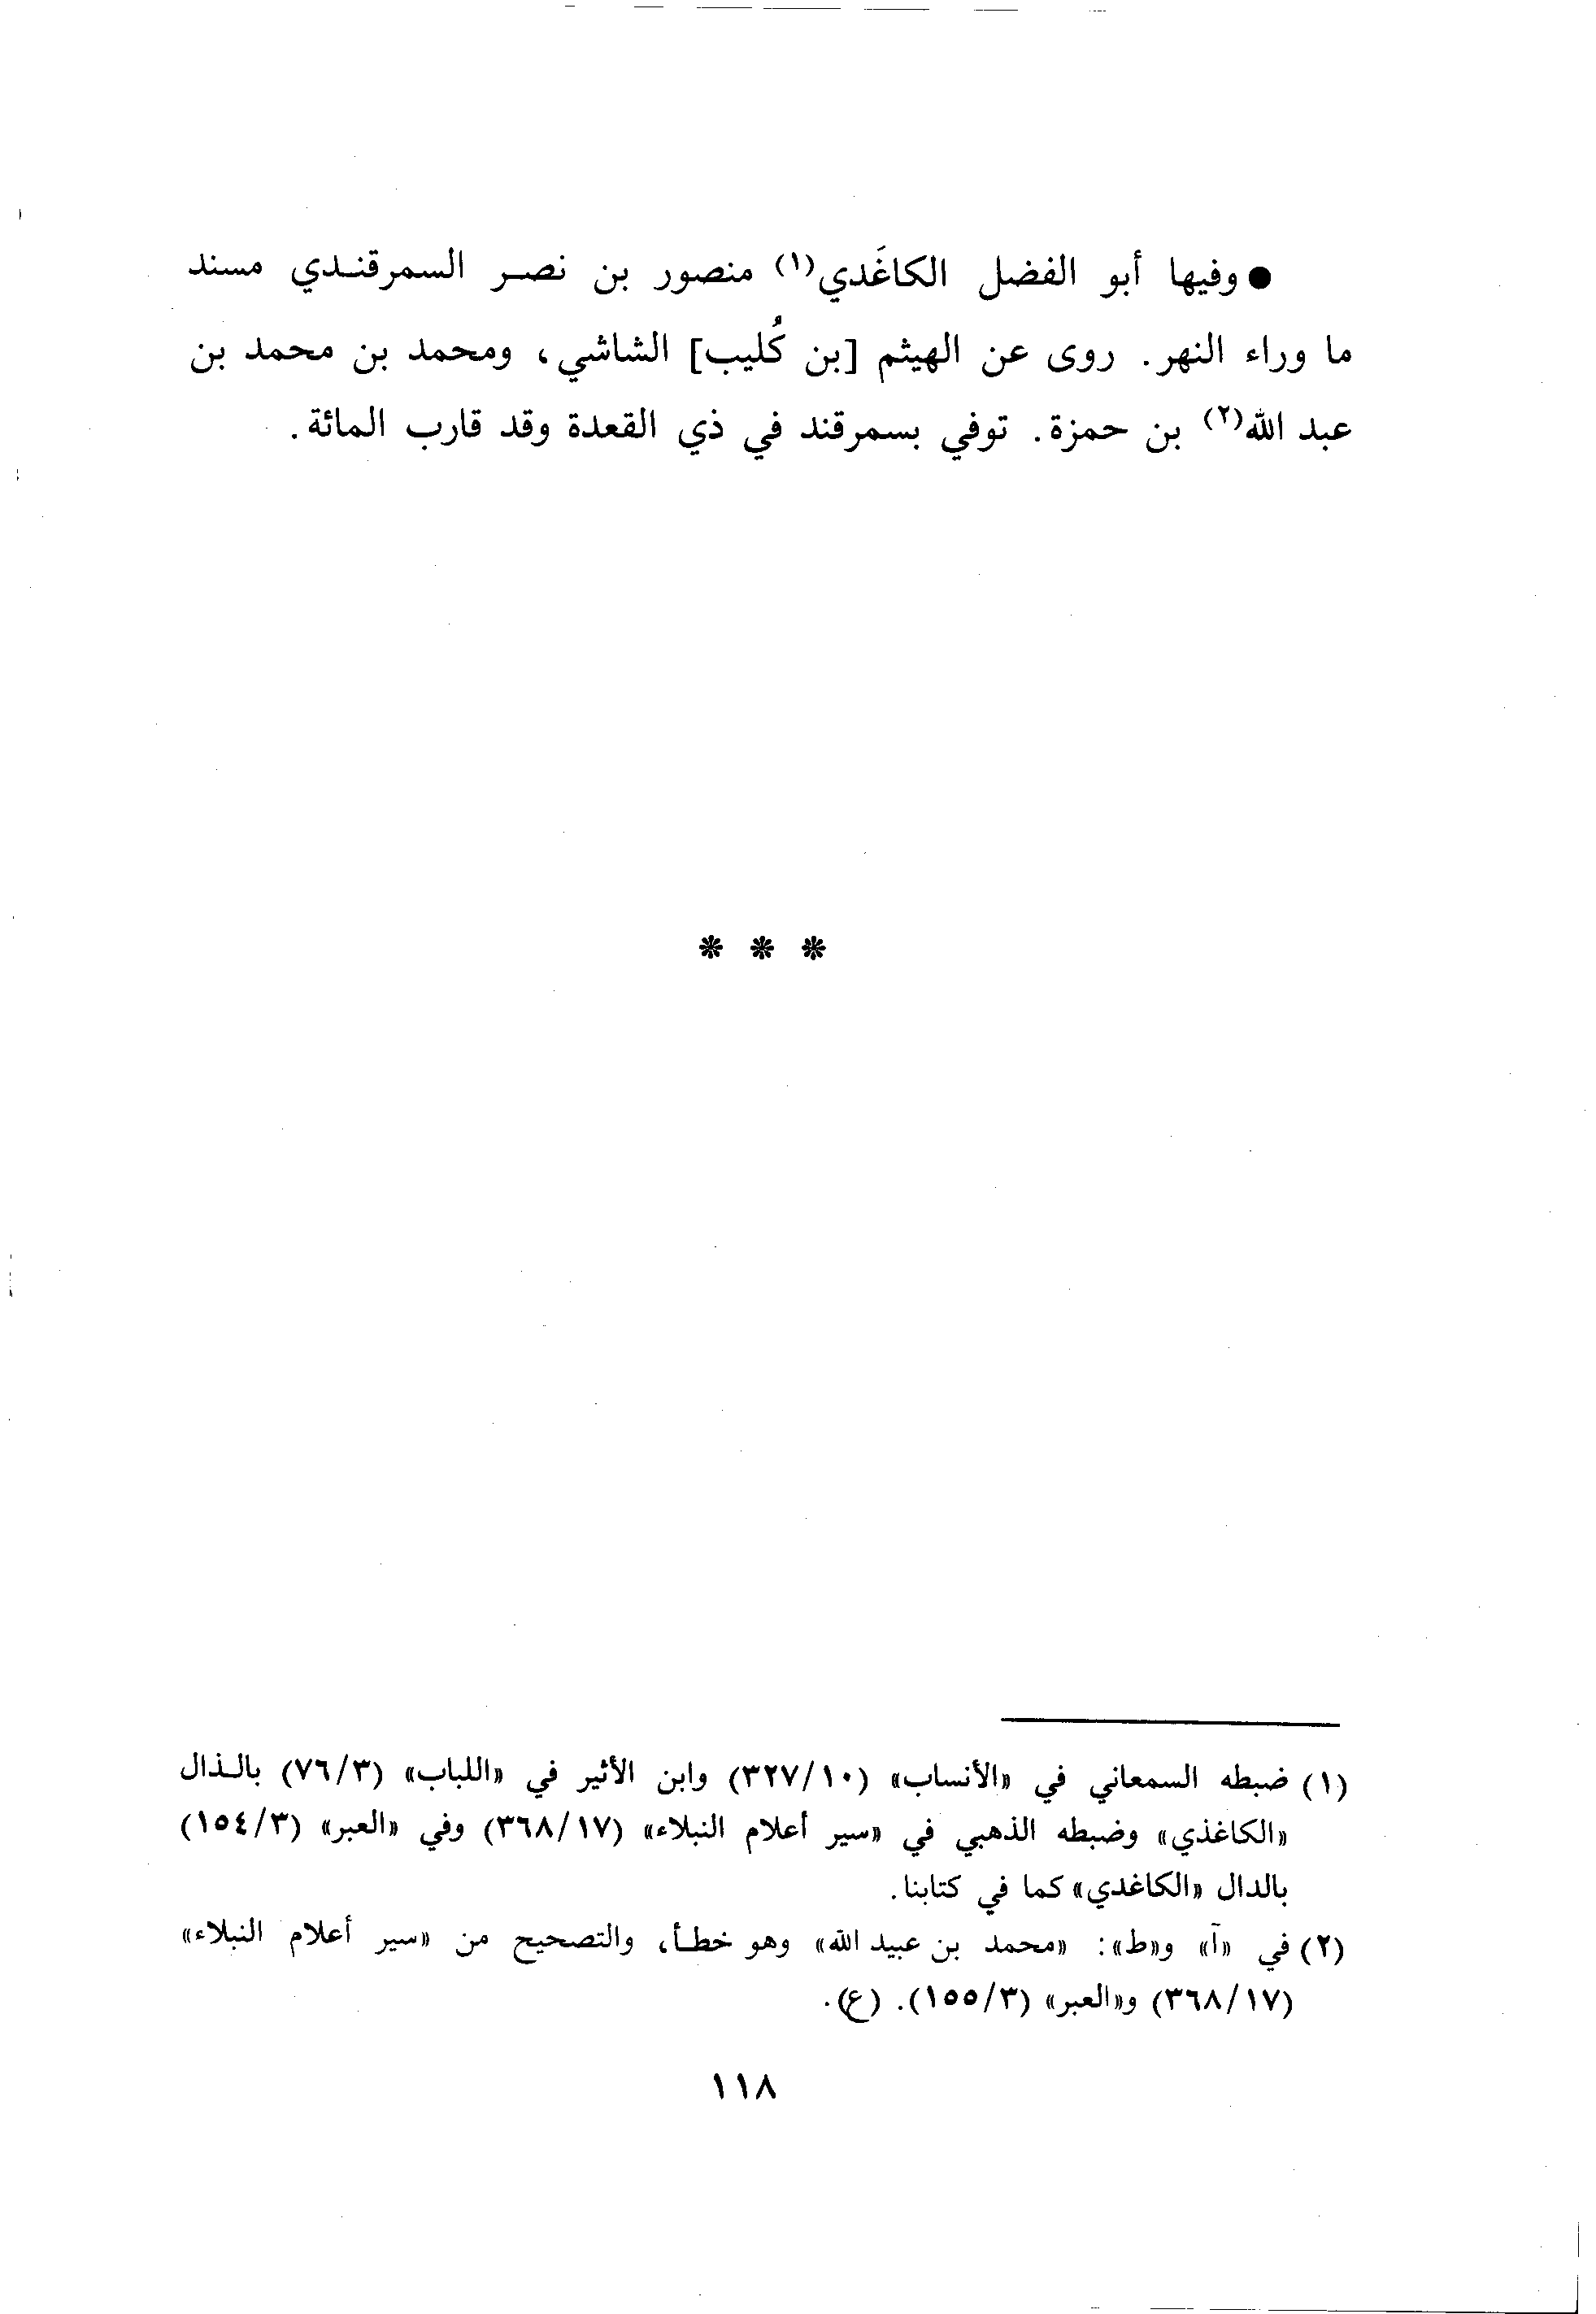 ● وفيها أبو الفضل الكاغَدي(١) منصور بن نصر السمرقندي مسند
ما وراء النهر. روى عن الهيثم [بن كُليب] الشاشي، ومحمد بن محمد بن
عبد الله(٢) بن حمزة. توفي بسمرقند في ذي القعدة وقد قارب المائة.
* * *
(١) ضبطه السمعاني في «الأنساب» (٣٢٧/١٠) وابن الأثير في «اللباب» (٧٦/٣) بالذال
«الكاغذي» وضبطه الذهبي في «سير أعلام النبلاء» (٣٦٨/١٧) وفي «العبر» (١٥٤/٣)
بالدال «الكاغدي» كما في كتابنا.
(٢) في «آ» و«ط»: «محمد بن عبيد الله» وهو خطأ، والتصحيح من «سير أعلام النبلاء»
(٣٦٨/١٧) و«العبر» (١٥٥/٣). (ع).
١١٨